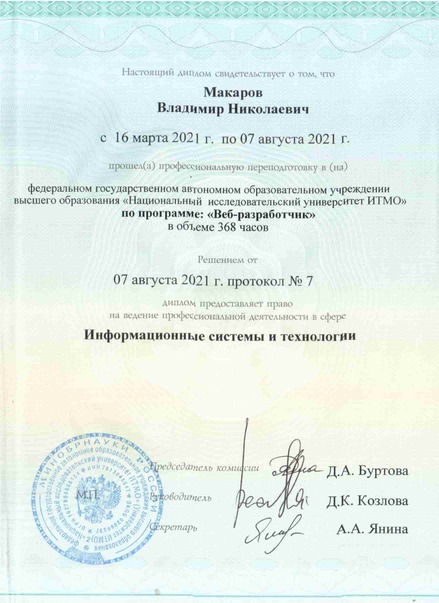 Настоящий диплом свидетельствует о том, что
Макаров
Владимир Николаевич
с 16 марта 2021 г. по 07 августа 2021 г.
прошел(а) профессиональную переподготовку в (на)
федеральном государственном автономном образовательном учреждении
высшего образования «Национальный исследовательский университет ИТМО»
по программе: «Веб-разработчик»
в объеме 368 часов
Решением от
07 августа 2021 г. протокол № 7
диплом предоставляет право
на ведение профессиональной деятельности в сфере
Информационные системы и технологии
Председатель комиссии Д.А. Буртова
М.П. Руководитель Д.К. Козлова
Секретарь А.А. Янина
МИНОБРНАУКИ РОССИИ